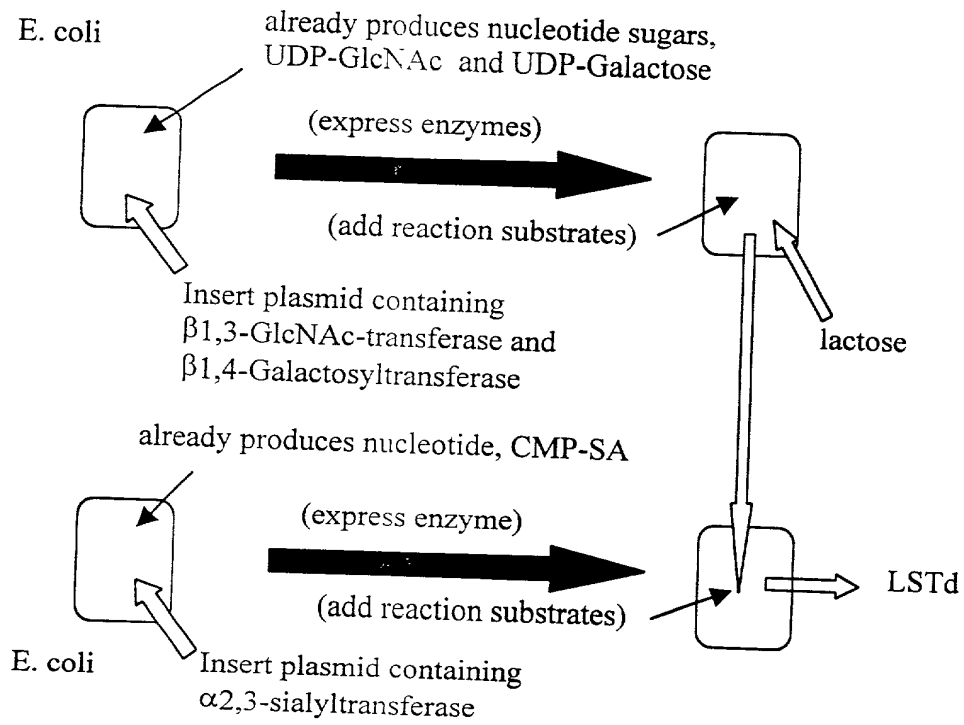 E. coli
already produces nucleotide sugars,
UDP-GlcNAc and UDP-Galactose
(express enzymes)
(add reaction substrates)
Insert plasmid containing
β1,3-GlcNAc-transferase and
β1,4-Galactosyltransferase
lactose
already produces nucleotide, CMP-SA
(express enzyme)
(add reaction substrates)
LSTd
E. coli
Insert plasmid containing
α2,3-sialyltransferase